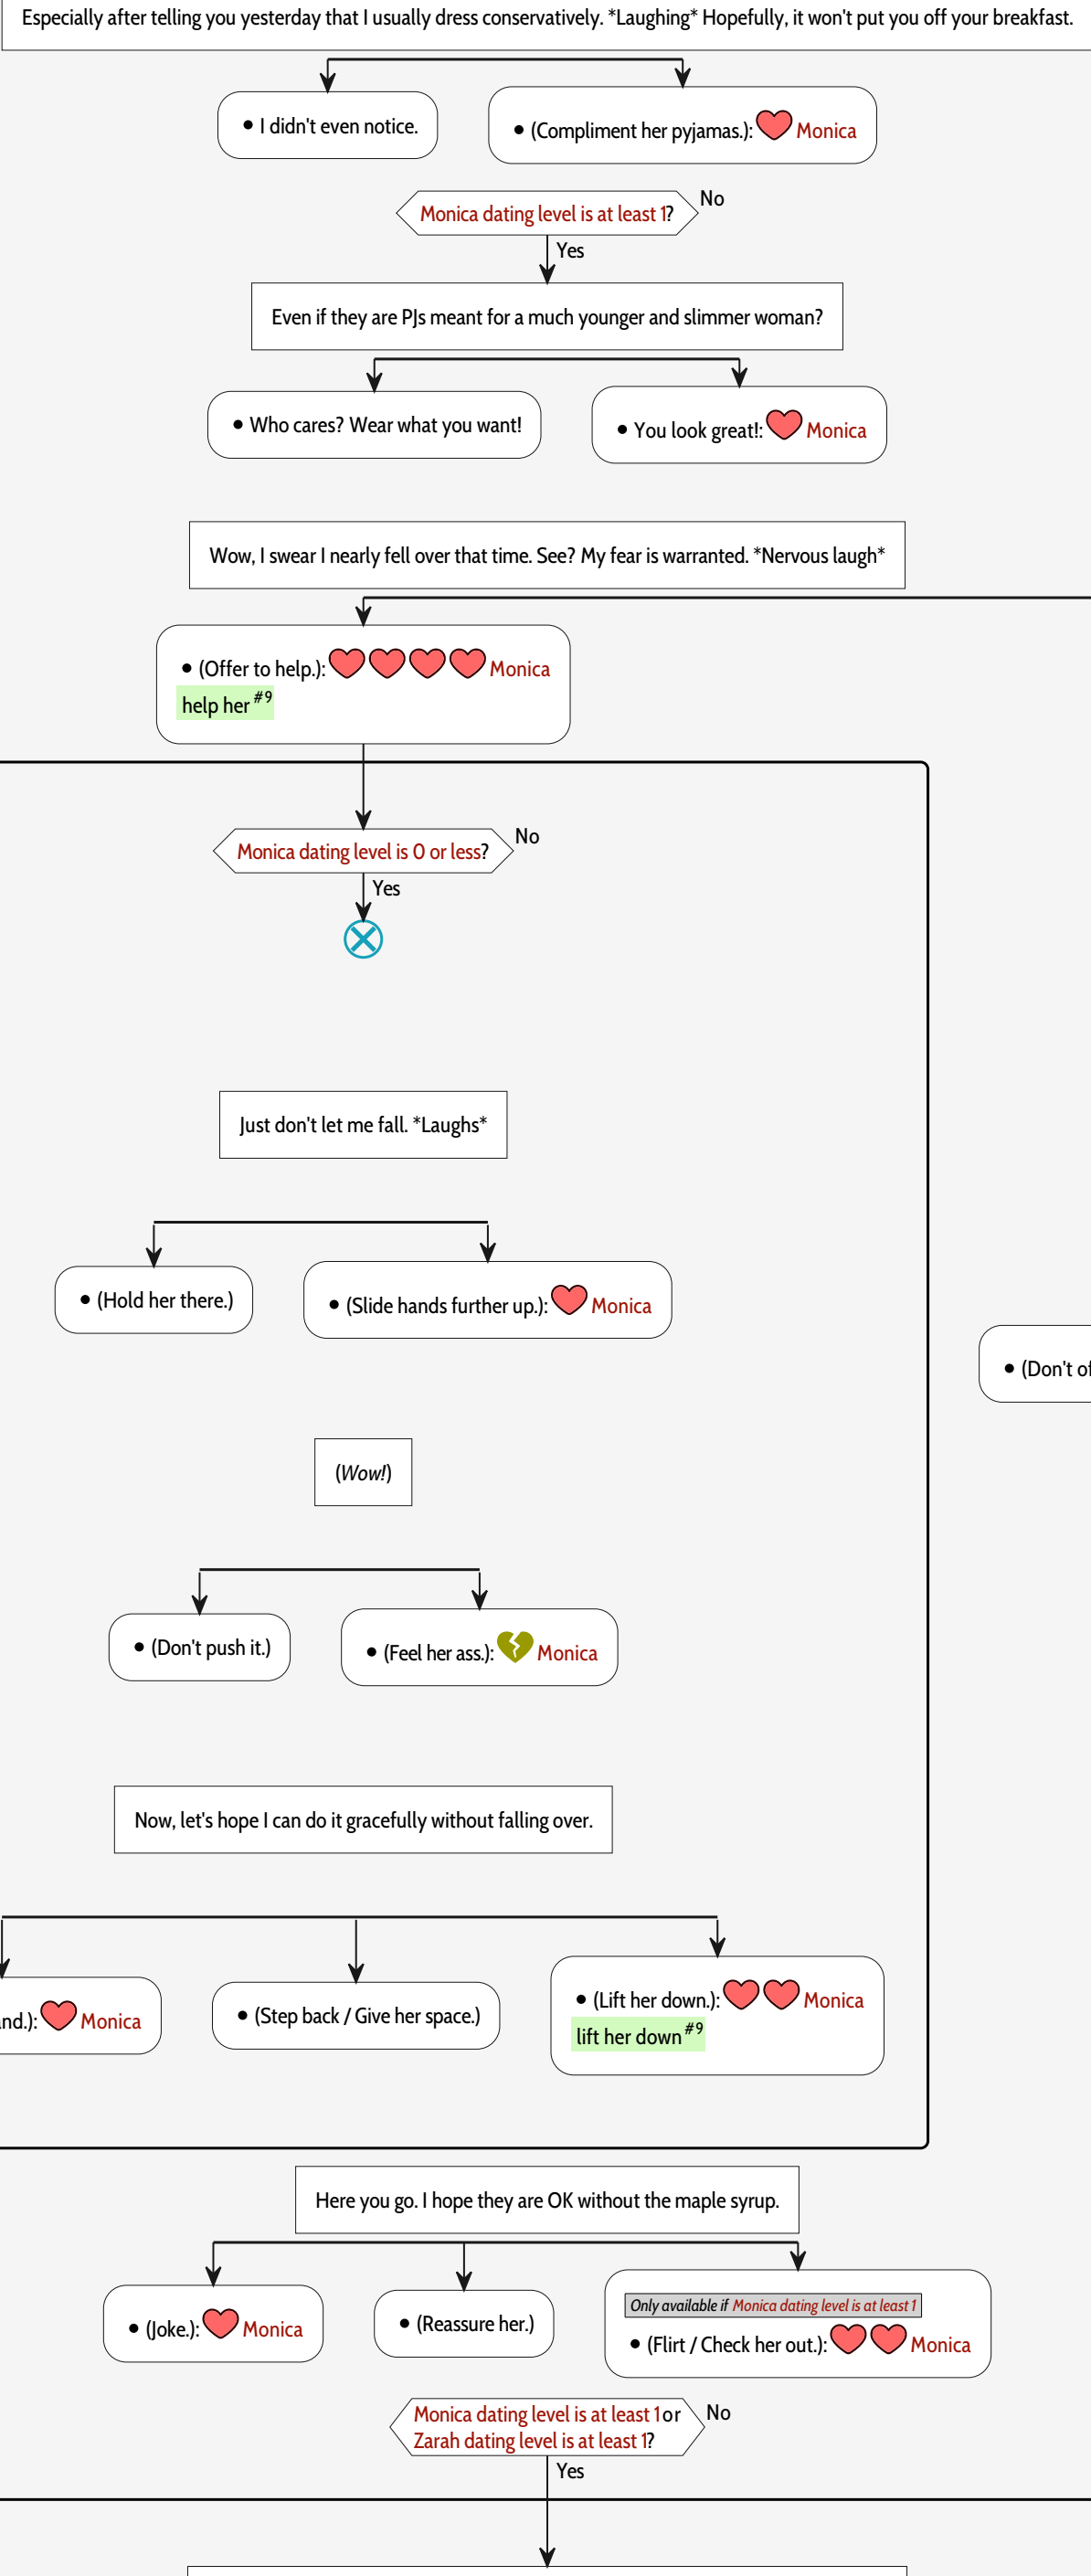 Especially after telling you yesterday that I usually dress conservatively. *Laughing* Hopefully, it won't put you off your breakfast.
• I didn't even notice.
• (Compliment her pyjamas.): Monica
Monica dating level is at least 1?
No
Yes
Even if they are PJs meant for a much younger and slimmer woman?
• Who cares? Wear what you want!
• You look great!: Monica
Wow, I swear I nearly fell over that time. See? My fear is warranted. *Nervous laugh*
• (Offer to help.): Monica
help her #9
Monica dating level is 0 or less?
No
Yes
Just don't let me fall. *Laughs*
• (Hold her there.)
• (Slide hands further up.): Monica
• (Don't of
(Wow!)
• (Don't push it.)
• (Feel her ass.): Monica
Now, let's hope I can do it gracefully without falling over.
nd.): Monica
• (Step back / Give her space.)
• (Lift her down.): Monica
lift her down #9
Here you go. I hope they are OK without the maple syrup.
• (Joke.): Monica
• (Reassure her.)
Only available if Monica dating level is at least 1
• (Flirt / Check her out.): Monica
Monica dating level is at least 1 or
Zarah dating level is at least 1?
No
Yes